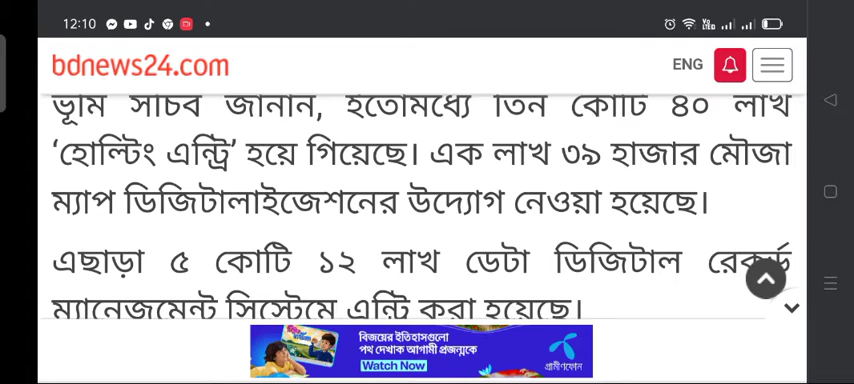 12:10
bdnews24.com
ENG
ভূমি সচিব জানান, ইতোমধ্যে তিন কোটি ৪০ লাখ
‘হোল্টিং এন্ট্রি’ হয়ে গিয়েছে। এক লাখ ৩৯ হাজার মৌজা
ম্যাপ ডিজিটালাইজেশনের উদ্যোগ নেওয়া হয়েছে।
এছাড়া ৫ কোটি ১২ লাখ ডেটা ডিজিটাল রেকর্ড
ম্যানেজমেন্ট সিস্টেমে এন্ট্রি করা হয়েছে।
বিজয়ের ইতিহাসগুলো
পথ দেখাক আগামী প্রজন্মকে
Watch Now
গ্রামীণফোন